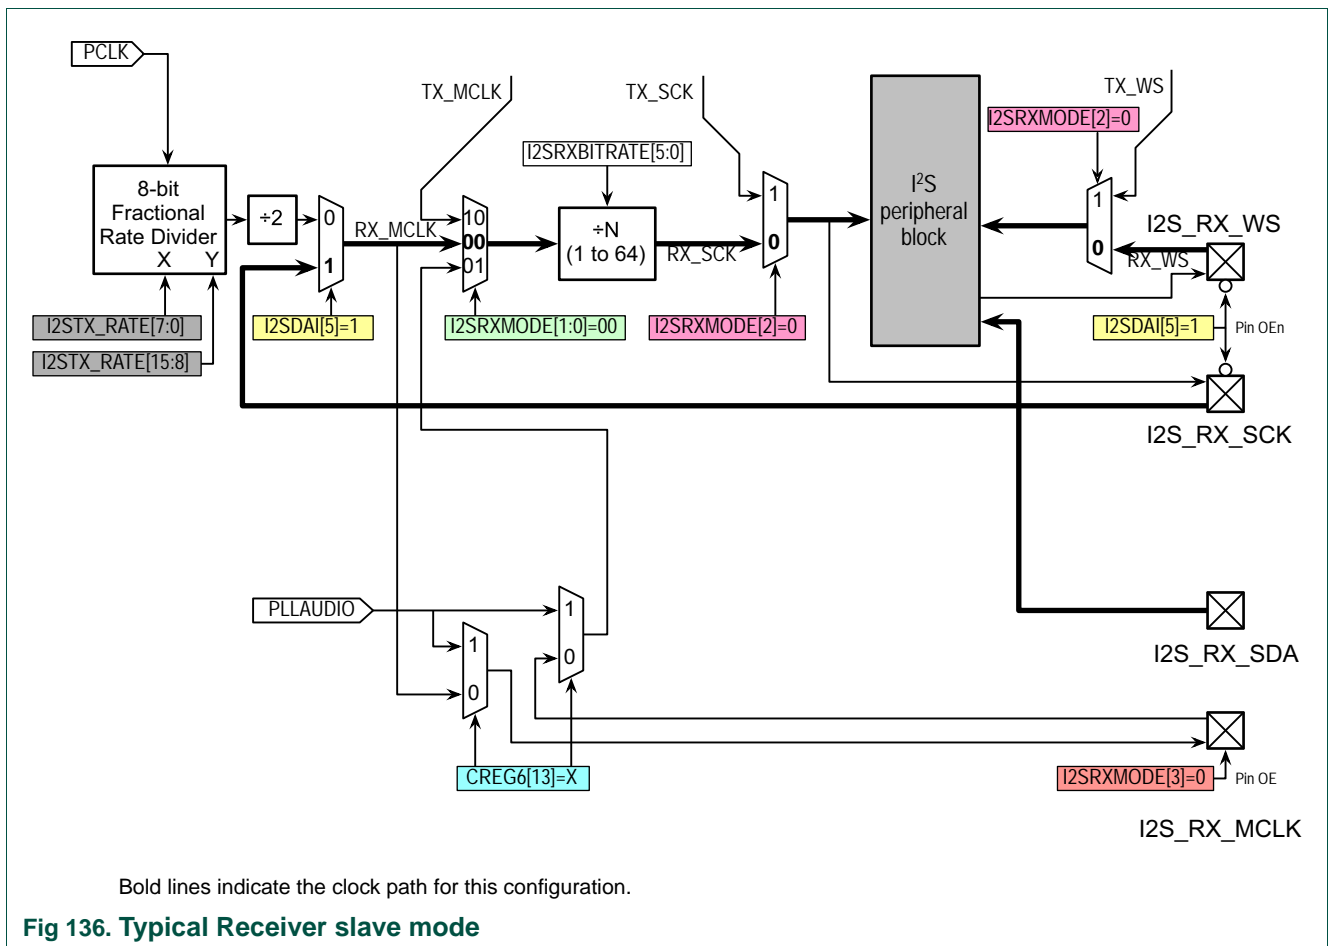 PCLK
TX_MCLK
TX_SCK
TX_WS
I2SRXMODE[2]=0
I2SRXBITRATE[5:0]
8-bit
Fractional
Rate Divider
X Y
÷2
0
1
RX_MCLK
10
00
01
÷N
(1 to 64)
RX_SCK
1
0
I²S
peripheral
block
1
0
RX_WS
I2S_RX_WS
I2STX_RATE[7:0]
I2STX_RATE[15:8]
I2SDAI[5]=1
I2SRXMODE[1:0]=00
I2SRXMODE[2]=0
I2SDAI[5]=1
Pin OEn
I2S_RX_SCK
PLLAUDIO
1
0
1
0
I2S_RX_SDA
CREG6[13]=X
I2SRXMODE[3]=0
Pin OE
I2S_RX_MCLK
Bold lines indicate the clock path for this configuration.
Fig 136. Typical Receiver slave mode